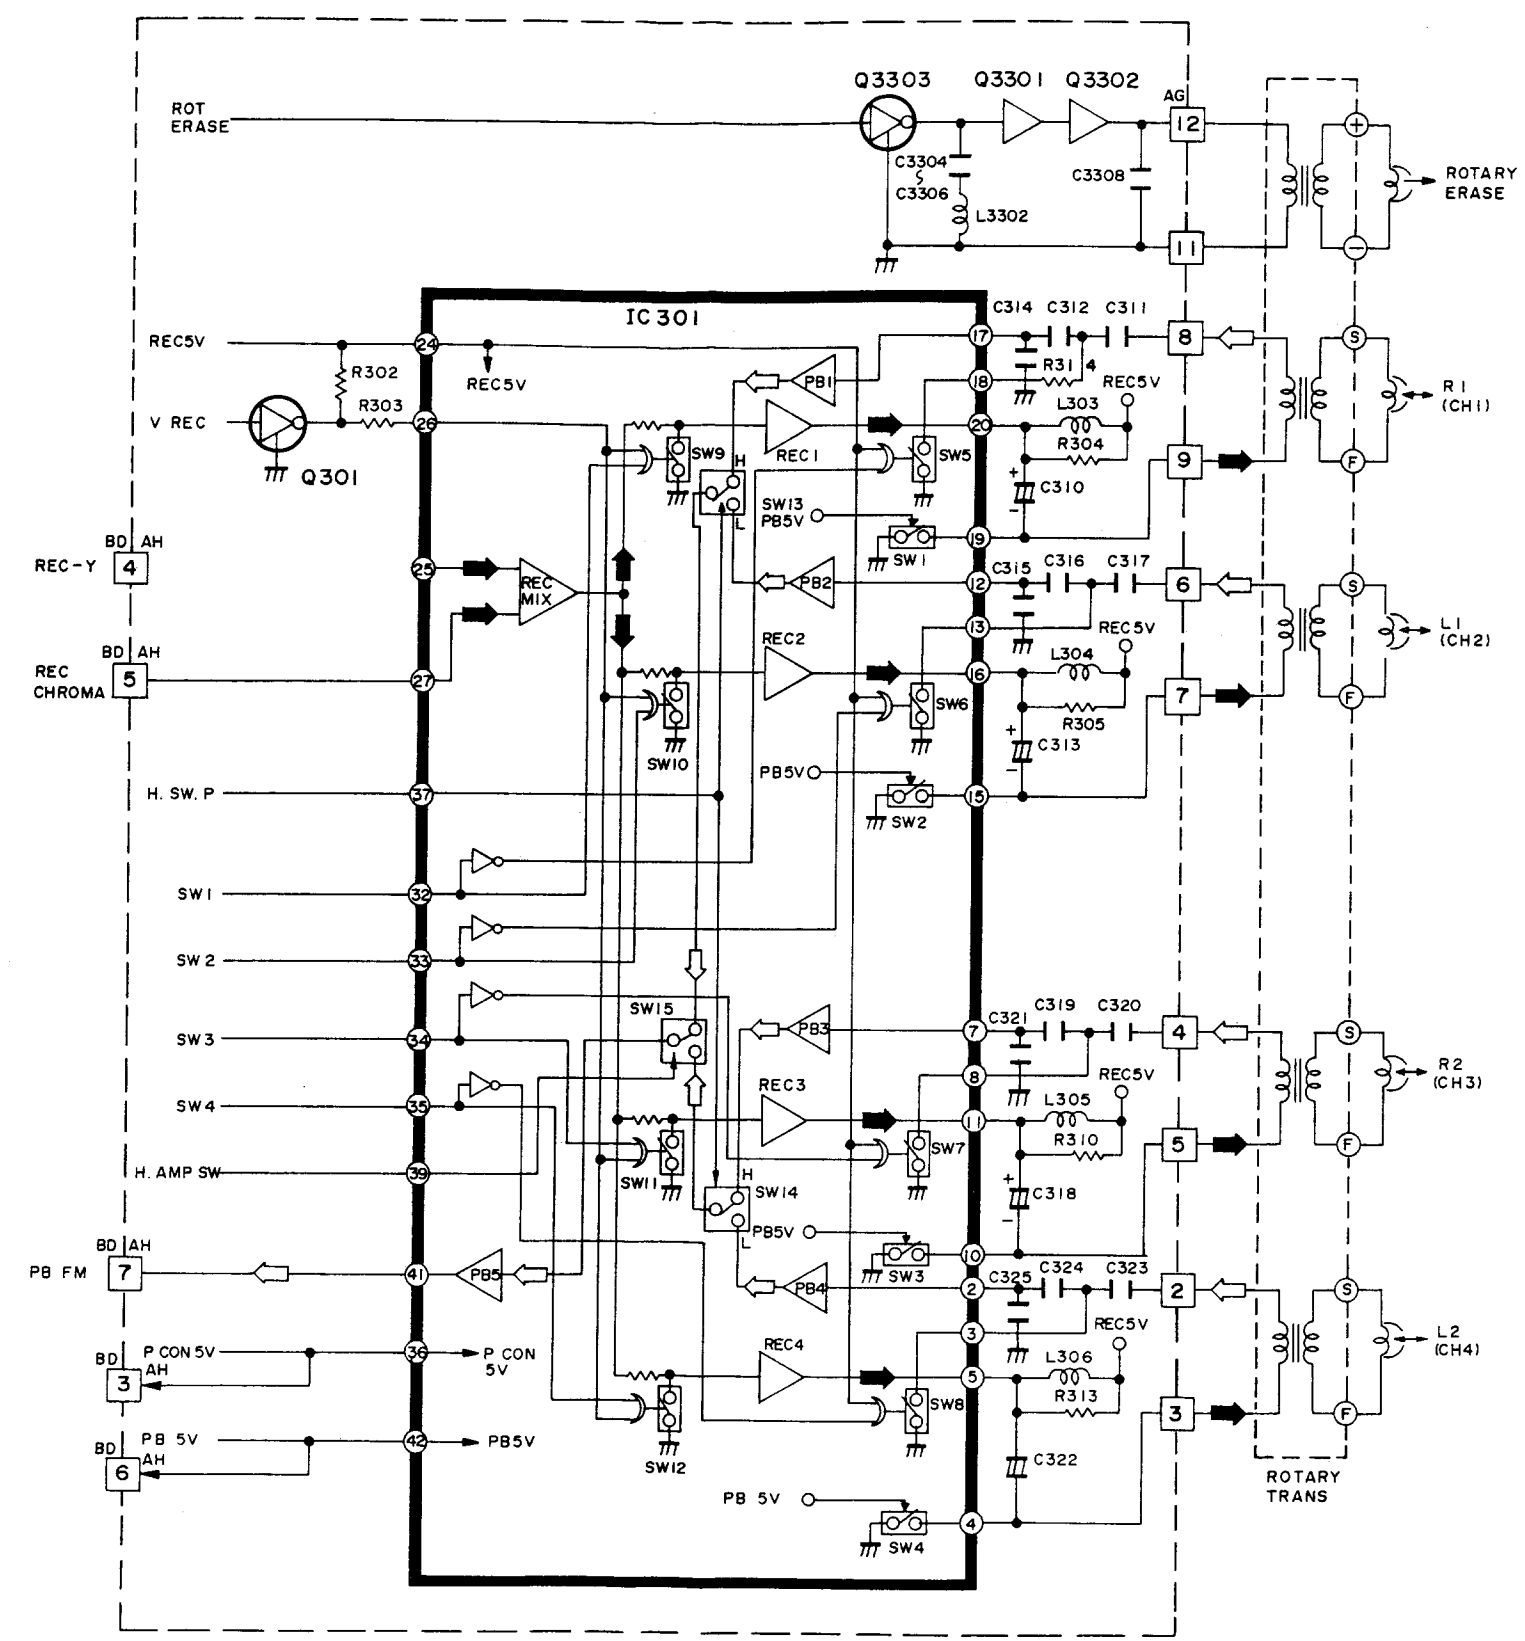 Q3303 Q3301 Q3302
AG
ROT
ERASE
12
C3304
C3306
L3302
C3308
+
ROTARY
ERASE
11
−
IC301
REC5V
24
REC5V
R302
R303
V REC
26
Q301
C314 C312 C311
17
8
S
PB1
18
R314
REC5V
L303
20
R304
R1
(CH1)
SW9
REC1
SW5
H
L
9
F
+
C310
-
SW13
PB5V
SW1
19
BD AH
REC-Y
4
25
REC
MIX
PB2
12
C315
C316
C317
6
S
13
REC5V
L1
(CH2)
BD AH
REC
CHROMA
5
27
REC2
16
L304
R305
7
F
SW10
SW6
+
C313
-
PB5V
SW2
15
H. SW. P
37
SW1
32
SW2
33
SW3
34
SW15
PB3
7
C321
C319
C320
4
S
8
R2
(CH3)
SW4
35
REC3
11
REC5V
L305
R310
5
F
H. AMP SW
39
SW11
SW7
H
SW14
L
+
C318
-
PB5V
SW3
10
BD AH
PB FM
7
41
PB5
PB4
2
C325
C324
C323
2
S
3
REC5V
L2
(CH4)
P CON 5V
36
P CON
5V
BD
AH
3
REC4
5
L306
R313
3
F
SW12
SW8
C322
PB 5V
42
PB5V
BD
AH
6
PB 5V
SW4
4
ROTARY
TRANS